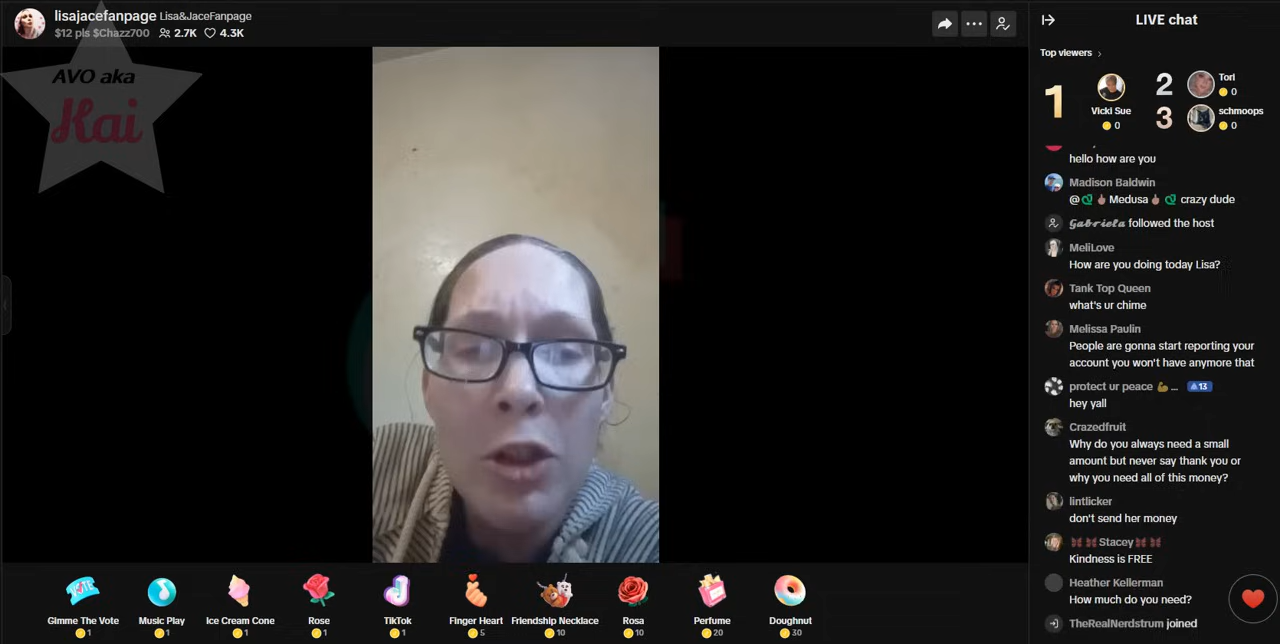 lisajacefanpage Lisa&JaceFanpage
$12 pls $Chazz700 2.7K 4.3K
AVO aka
Kai
LIVE chat
Top viewers
1
Vicki Sue
0
2
Tori
0
3
schmoops
0
hello how are you
Madison Baldwin
@ Medusa crazy dude
Gabriela followed the host
MeliLove
How are you doing today Lisa?
Tank Top Queen
what's ur chime
Melissa Paulin
People are gonna start reporting your
account you won't have anymore that
protect ur peace 💪 ... 13
hey yall
Crazedfruit
Why do you always need a small
amount but never say thank you or
why you need all of this money?
lintlicker
don't send her money
Stacey
Kindness is FREE
Heather Kellerman
How much do you need?
TheRealNerdstrum joined
VOTE
Gimme The Vote
1
Music Play
1
Ice Cream Cone
1
Rose
1
TikTok
1
Finger Heart
5
Friendship Necklace
10
Rosa
10
Perfume
20
Doughnut
30